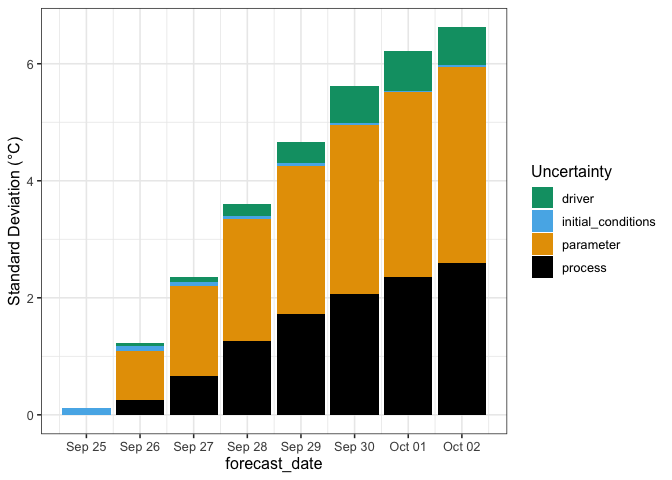 Standard Deviation (°C)
6
4
2
0
Sep 25 Sep 26 Sep 27 Sep 28 Sep 29 Sep 30 Oct 01 Oct 02
forecast_date
Uncertainty
driver
initial_conditions
parameter
process